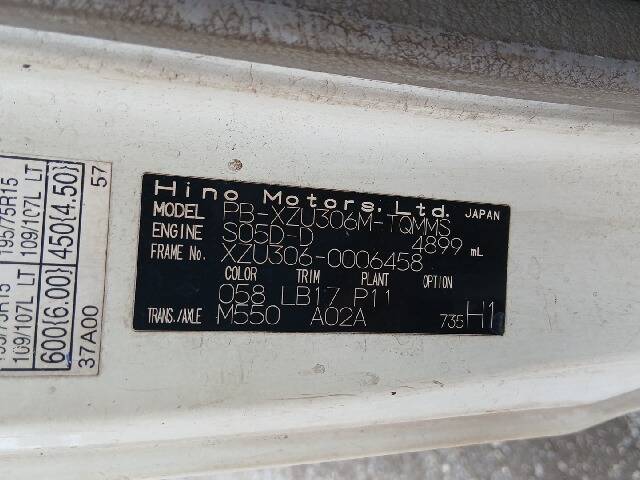 Hino Motors, Ltd. JAPAN
MODEL PB-XZU306M-TQMMS
ENGINE S05D-D 4899 mL
FRAME No. XZU306-0006458
COLOR TRIM PLANT OPTION
058 LB17 P11
TRANS./AXLE M550 A02A 735 H1
195/75R15
109/107L LT
109/107L LT
600(6.00) 450(4.50)
37A00 57